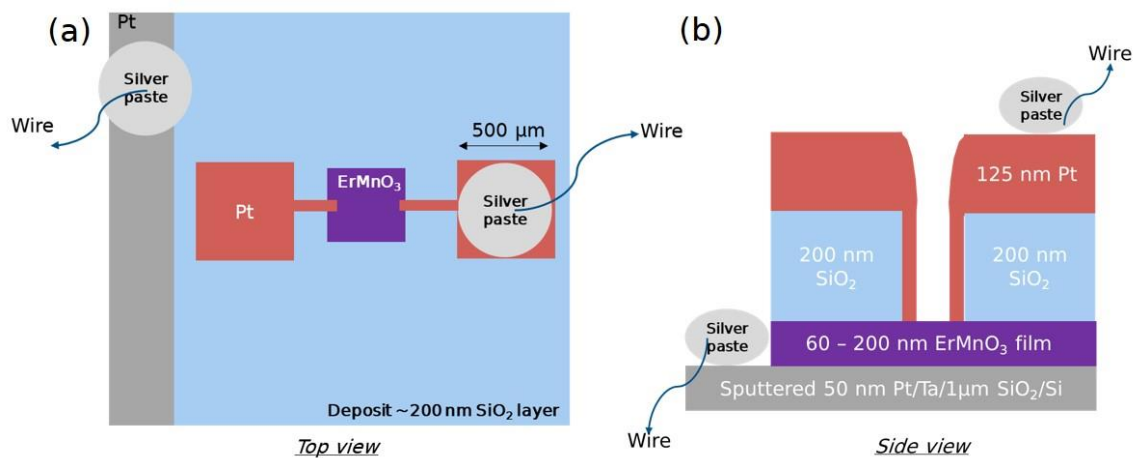 (a)
Pt
Silver
paste
Wire
500 µm
Wire
ErMnO₃
Pt
Silver
paste
Deposit ~200 nm SiO₂ layer
Top view
(b)
Wire
Silver
paste
125 nm Pt
200 nm
SiO₂
200 nm
SiO₂
Silver
paste
60 – 200 nm ErMnO₃ film
Sputtered 50 nm Pt/Ta/1µm SiO₂/Si
Wire
Side view